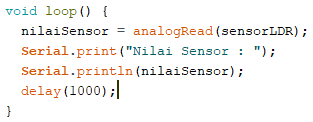 void loop() {
  nilaiSensor = analogRead(sensorLDR);
  Serial.print("Nilai Sensor : ");
  Serial.println(nilaiSensor);
  delay(1000);
}